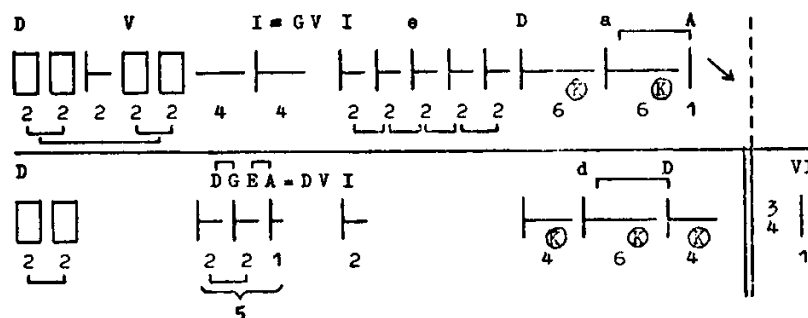 D V I = G V I e D a A
2 2 2 2 2 4 4 2 2 2 2 2 6 6 K 1
D D G E A = D V I d D VI
3
4
2 2 2 2 1 2 4 K 6 K 4 K 1
5